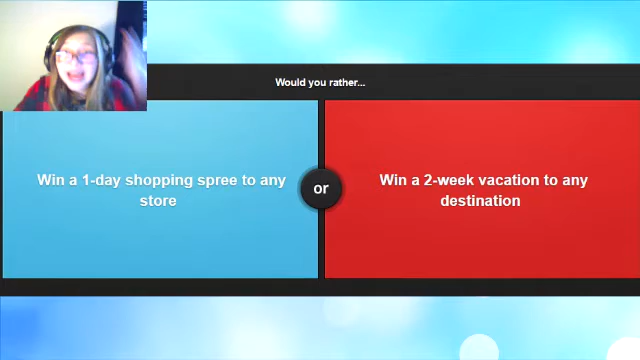 Would you rather...
Win a 1-day shopping spree to any
store
or
Win a 2-week vacation to any
destination